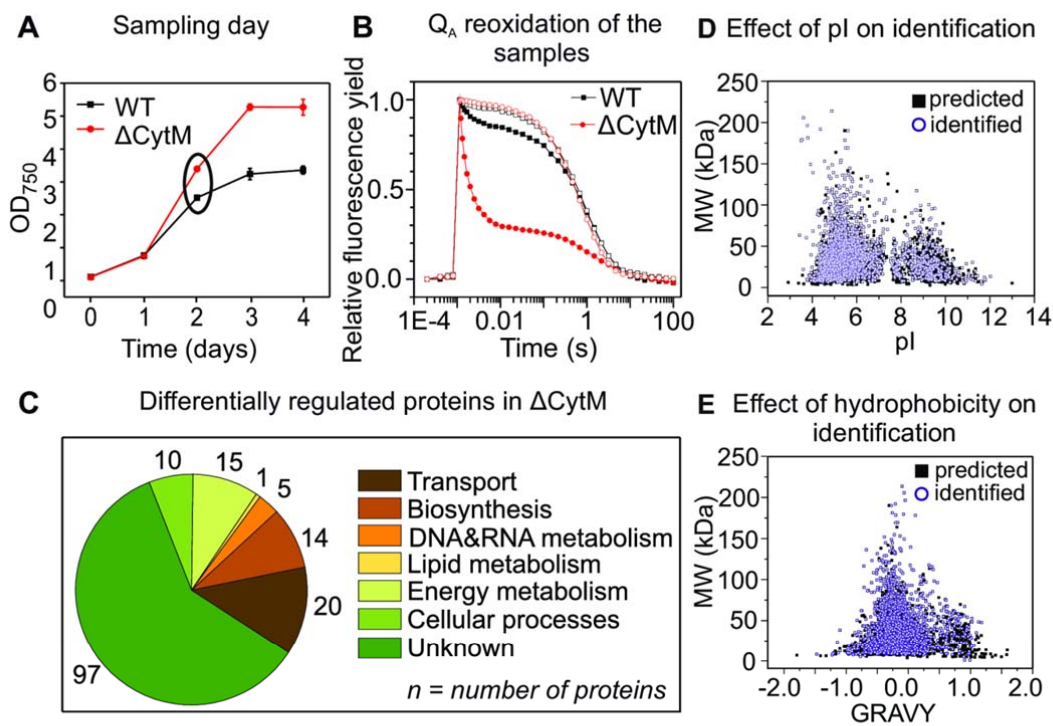 A
Sampling day
OD750
6
5
4
3
2
1
0
WT
ΔCytM
0 1 2 3 4
Time (days)
B
QA reoxidation of the
samples
Relative fluorescence yield
1.0
0.5
0.0
WT
ΔCytM
1E-4 0.01 1 100
Time (s)
D
Effect of pI on identification
MW (kDa)
250
200
150
100
50
0
predicted
identified
2 4 6 8 10 12 14
pI
C
Differentially regulated proteins in ΔCytM
10
15
1
5
14
20
97
Transport
Biosynthesis
DNA&RNA metabolism
Lipid metabolism
Energy metabolism
Cellular processes
Unknown
n = number of proteins
E
Effect of hydrophobicity on
identification
MW (kDa)
250
200
150
100
50
0
predicted
identified
-2.0 -1.0 0.0 1.0 2.0
GRAVY